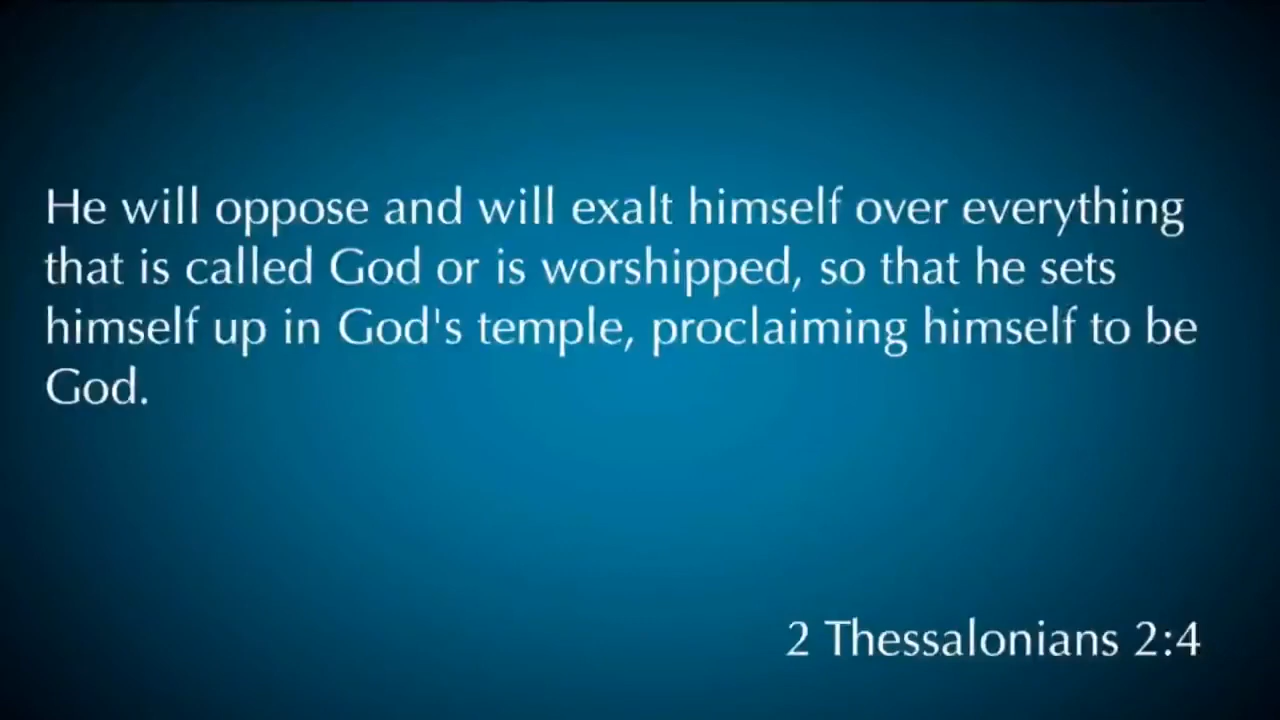 He will oppose and will exalt himself over everything
that is called God or is worshipped, so that he sets
himself up in God's temple, proclaiming himself to be
God.
2 Thessalonians 2:4